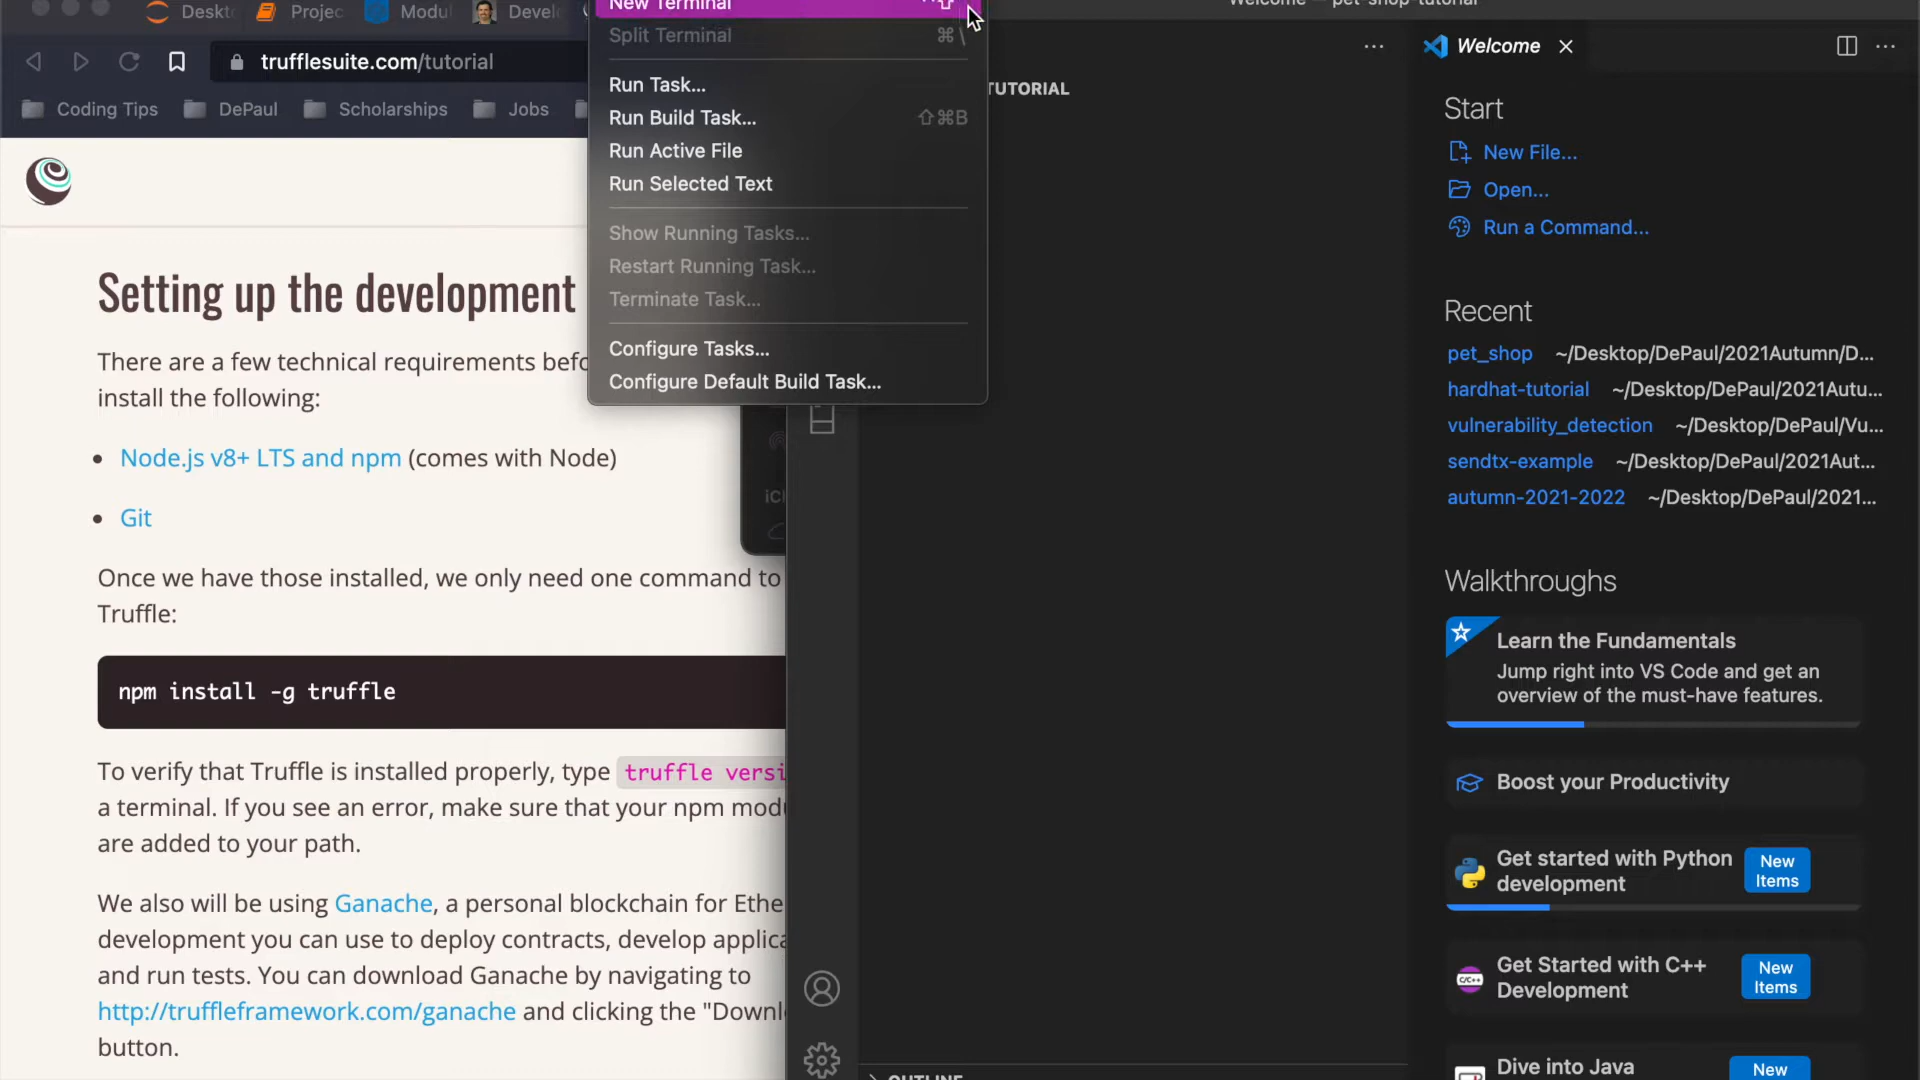 Deskt
Projec
Modul
Devel
New Terminal
Welcome — pet-shop-tutorial
Split Terminal ⌘\
trufflesuite.com/tutorial
Welcome
Run Task...
Run Build Task... ⇧⌘B
Run Active File
Run Selected Text
Show Running Tasks...
Restart Running Task...
Terminate Task...
Configure Tasks...
Configure Default Build Task...
Coding Tips
DePaul
Scholarships
Jobs
Setting up the development
There are a few technical requirements befo
install the following:
• Node.js v8+ LTS and npm (comes with Node)
• Git
Once we have those installed, we only need one command to
Truffle:
npm install -g truffle
To verify that Truffle is installed properly, type truffle versi
a terminal. If you see an error, make sure that your npm modu
are added to your path.
We also will be using Ganache, a personal blockchain for Ethe
development you can use to deploy contracts, develop applica
and run tests. You can download Ganache by navigating to
http://truffleframework.com/ganache and clicking the "Downl
button.
iCl
TUTORIAL
OUTLINE
Start
New File...
Open...
Run a Command...
Recent
pet_shop ~/Desktop/DePaul/2021Autumn/D...
hardhat-tutorial ~/Desktop/DePaul/2021Autu...
vulnerability_detection ~/Desktop/DePaul/Vu...
sendtx-example ~/Desktop/DePaul/2021Aut...
autumn-2021-2022 ~/Desktop/DePaul/2021...
Walkthroughs
Learn the Fundamentals
Jump right into VS Code and get an
overview of the must-have features.
Boost your Productivity
Get started with Python
development
New
Items
Get Started with C++
Development
New
Items
C/C++
Dive into Java
New